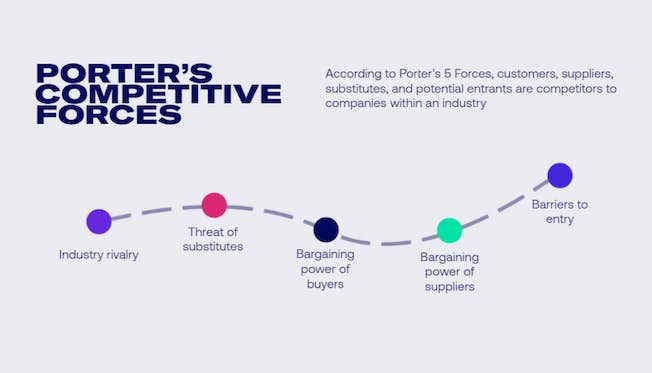 PORTER'S
COMPETITIVE
FORCES
According to Porter's 5 Forces, customers, suppliers,
substitutes, and potential entrants are competitors to
companies within an industry
Industry rivalry
Threat of
substitutes
Bargaining
power of
buyers
Bargaining
power of
suppliers
Barriers to
entry